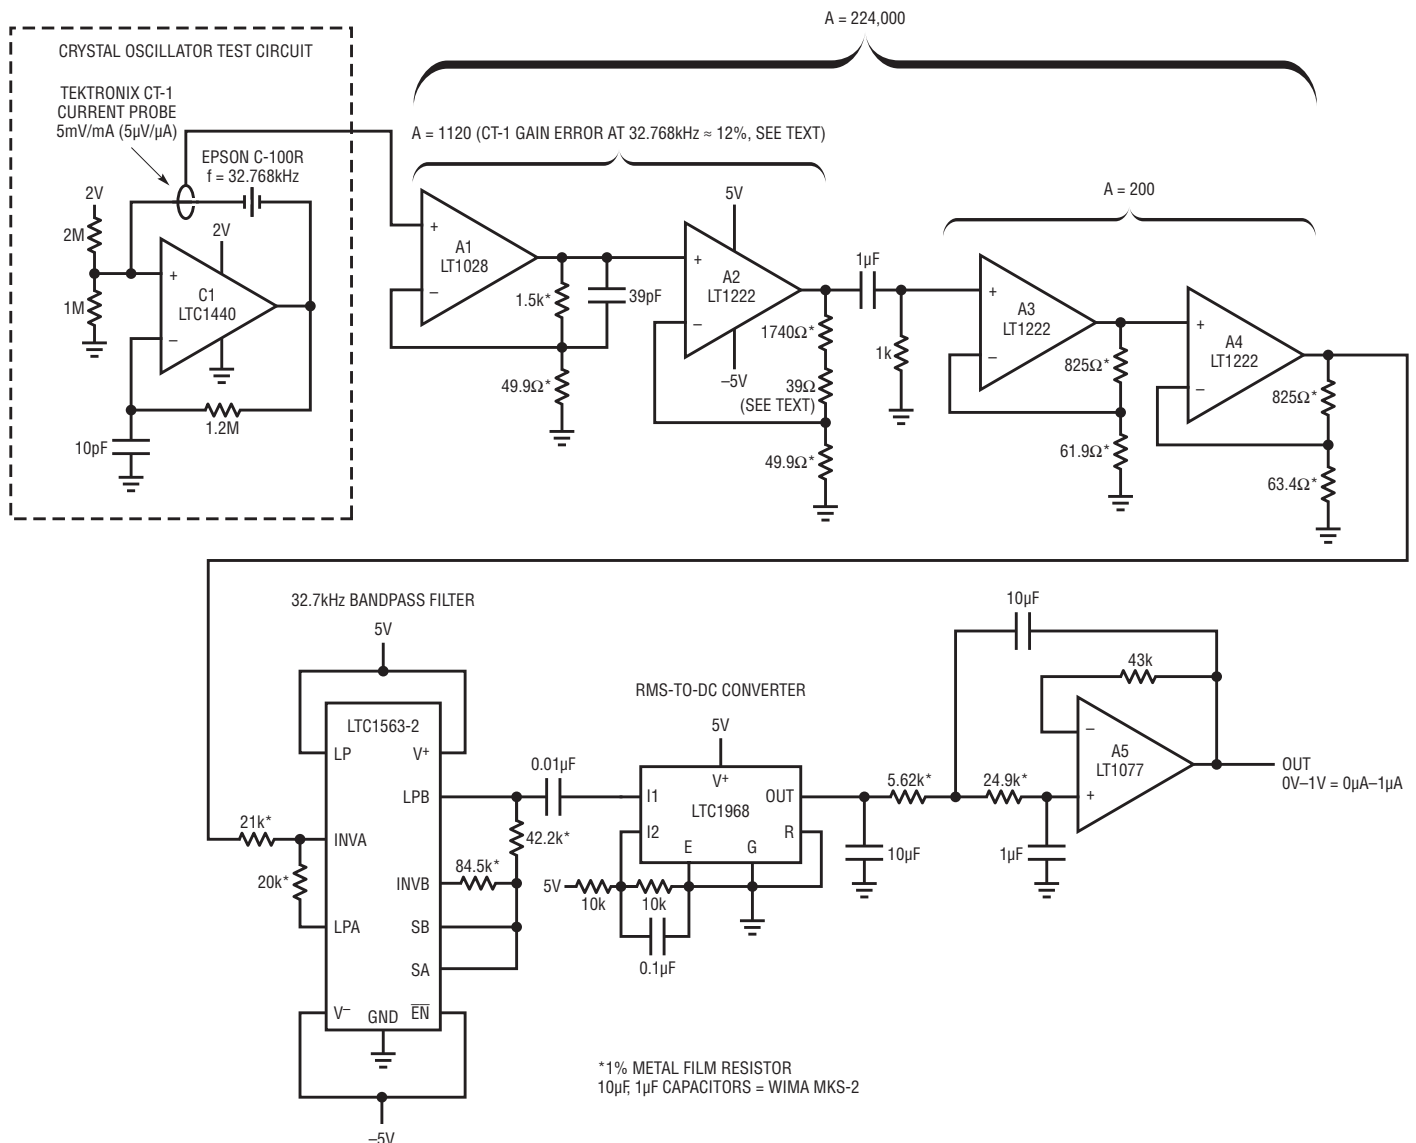 A = 224,000
CRYSTAL OSCILLATOR TEST CIRCUIT
TEKTRONIX CT-1
CURRENT PROBE
5mV/mA (5µV/µA)
EPSON C-100R
f = 32.768kHz
2V
2M
1M
2V
+
C1
LTC1440
–
1.2M
10pF
A = 1120 (CT-1 GAIN ERROR AT 32.768kHz ≈ 12%, SEE TEXT)
+
A1
LT1028
–
1.5k*
39pF
49.9Ω*
5V
+
A2
LT1222
–
–5V
1740Ω*
39Ω
(SEE TEXT)
49.9Ω*
1µF
1k
A = 200
+
A3
LT1222
–
825Ω*
61.9Ω*
+
A4
LT1222
–
825Ω*
63.4Ω*
32.7kHz BANDPASS FILTER
5V
LTC1563-2
LP
V+
LPB
INVA
INVB
LPA
SB
SA
V–
GND
EN
–5V
21k*
20k*
84.5k*
42.2k*
0.01µF
RMS-TO-DC CONVERTER
5V
V+
I1
OUT
LTC1968
I2
R
E
G
5V
10k
10k
0.1µF
10µF
5.62k*
24.9k*
1µF
10µF
43k
–
A5
LT1077
+
OUT
0V–1V = 0µA–1µA
*1% METAL FILM RESISTOR
10µF, 1µF CAPACITORS = WIMA MKS-2